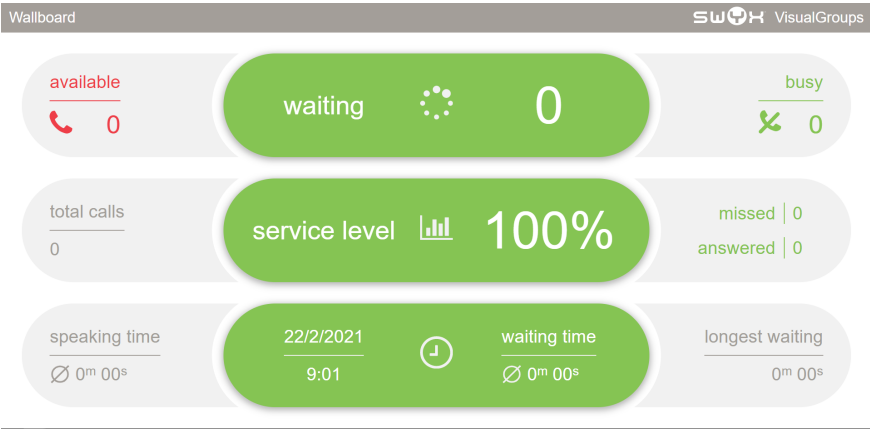 Wallboard
swyx VisualGroups
available
0
waiting 0
busy
0
total calls
0
service level 100%
missed | 0
answered | 0
speaking time
Ø 0m 00s
22/2/2021
9:01
waiting time
Ø 0m 00s
longest waiting
0m 00s